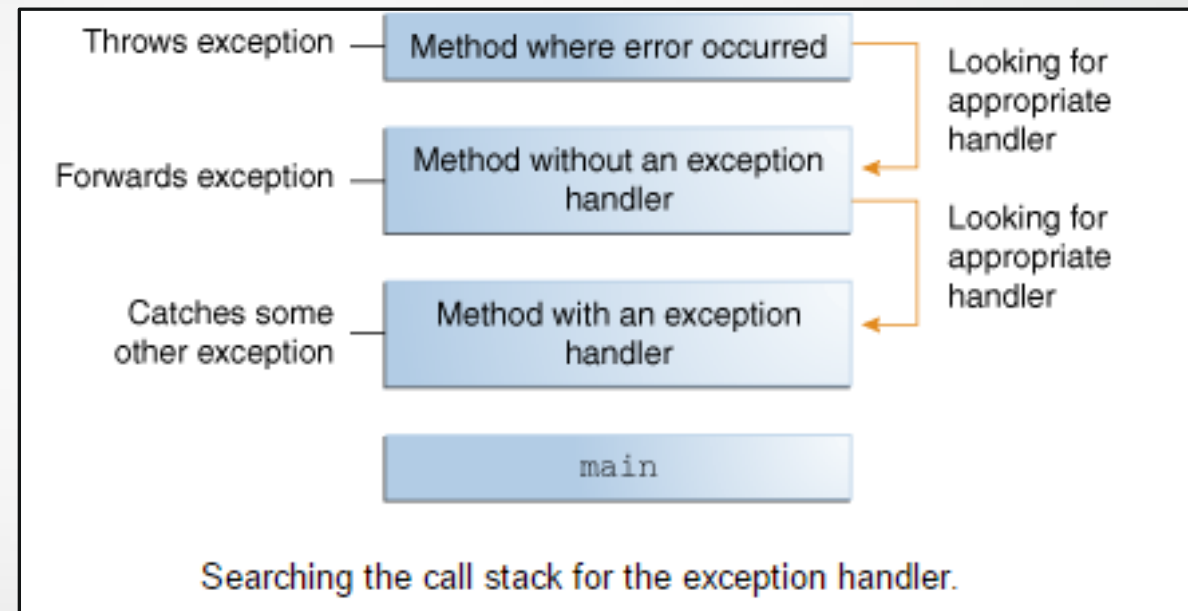 Throws exception
Method where error occurred
Looking for
appropriate
handler
Forwards exception
Method without an exception
handler
Looking for
appropriate
handler
Catches some
other exception
Method with an exception
handler
main
Searching the call stack for the exception handler.